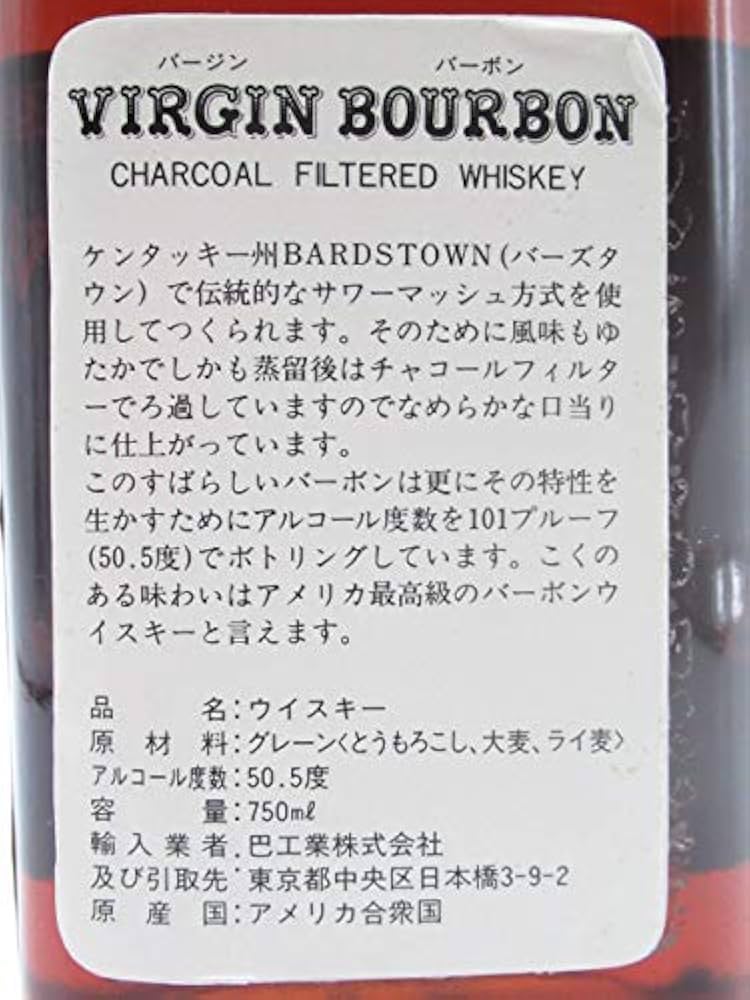 バージン バーボン
VIRGIN BOURBON
CHARCOAL FILTERED WHISKEY
ケンタッキー州BARDSTOWN(バーズタ
ウン)で伝統的なサワーマッシュ方式を使
用してつくられます。そのために風味もゆ
たかでしかも蒸留後はチャコールフィルタ
ーでろ過していますのでなめらかな口当り
に仕上がっています。
このすばらしいバーボンは更にその特性を
生かすためにアルコール度数を101プルーフ
(50.5度)でボトリングしています。こくの
ある味わいはアメリカ最高級のバーボンウ
イスキーと言えます。
品名:ウイスキー
原材料:グレーン〈とうもろこし、大麦、ライ麦〉
アルコール度数:50.5度
容量:750mℓ
輸入業者 巴工業株式会社
及び引取先:東京都中央区日本橋3-9-2
原産国:アメリカ合衆国